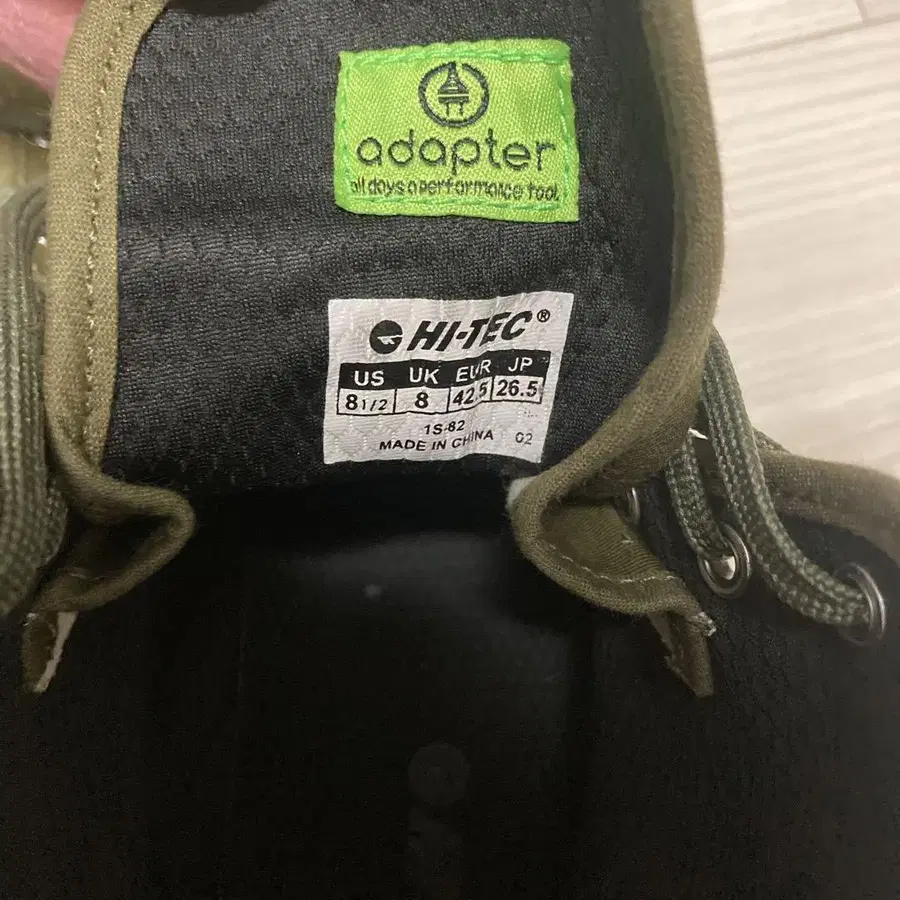 adapter
all days a performance tool
HI-TEC®
US UK EUR JP
8 1/2 8 42.5 26.5
1S-82
MADE IN CHINA 02